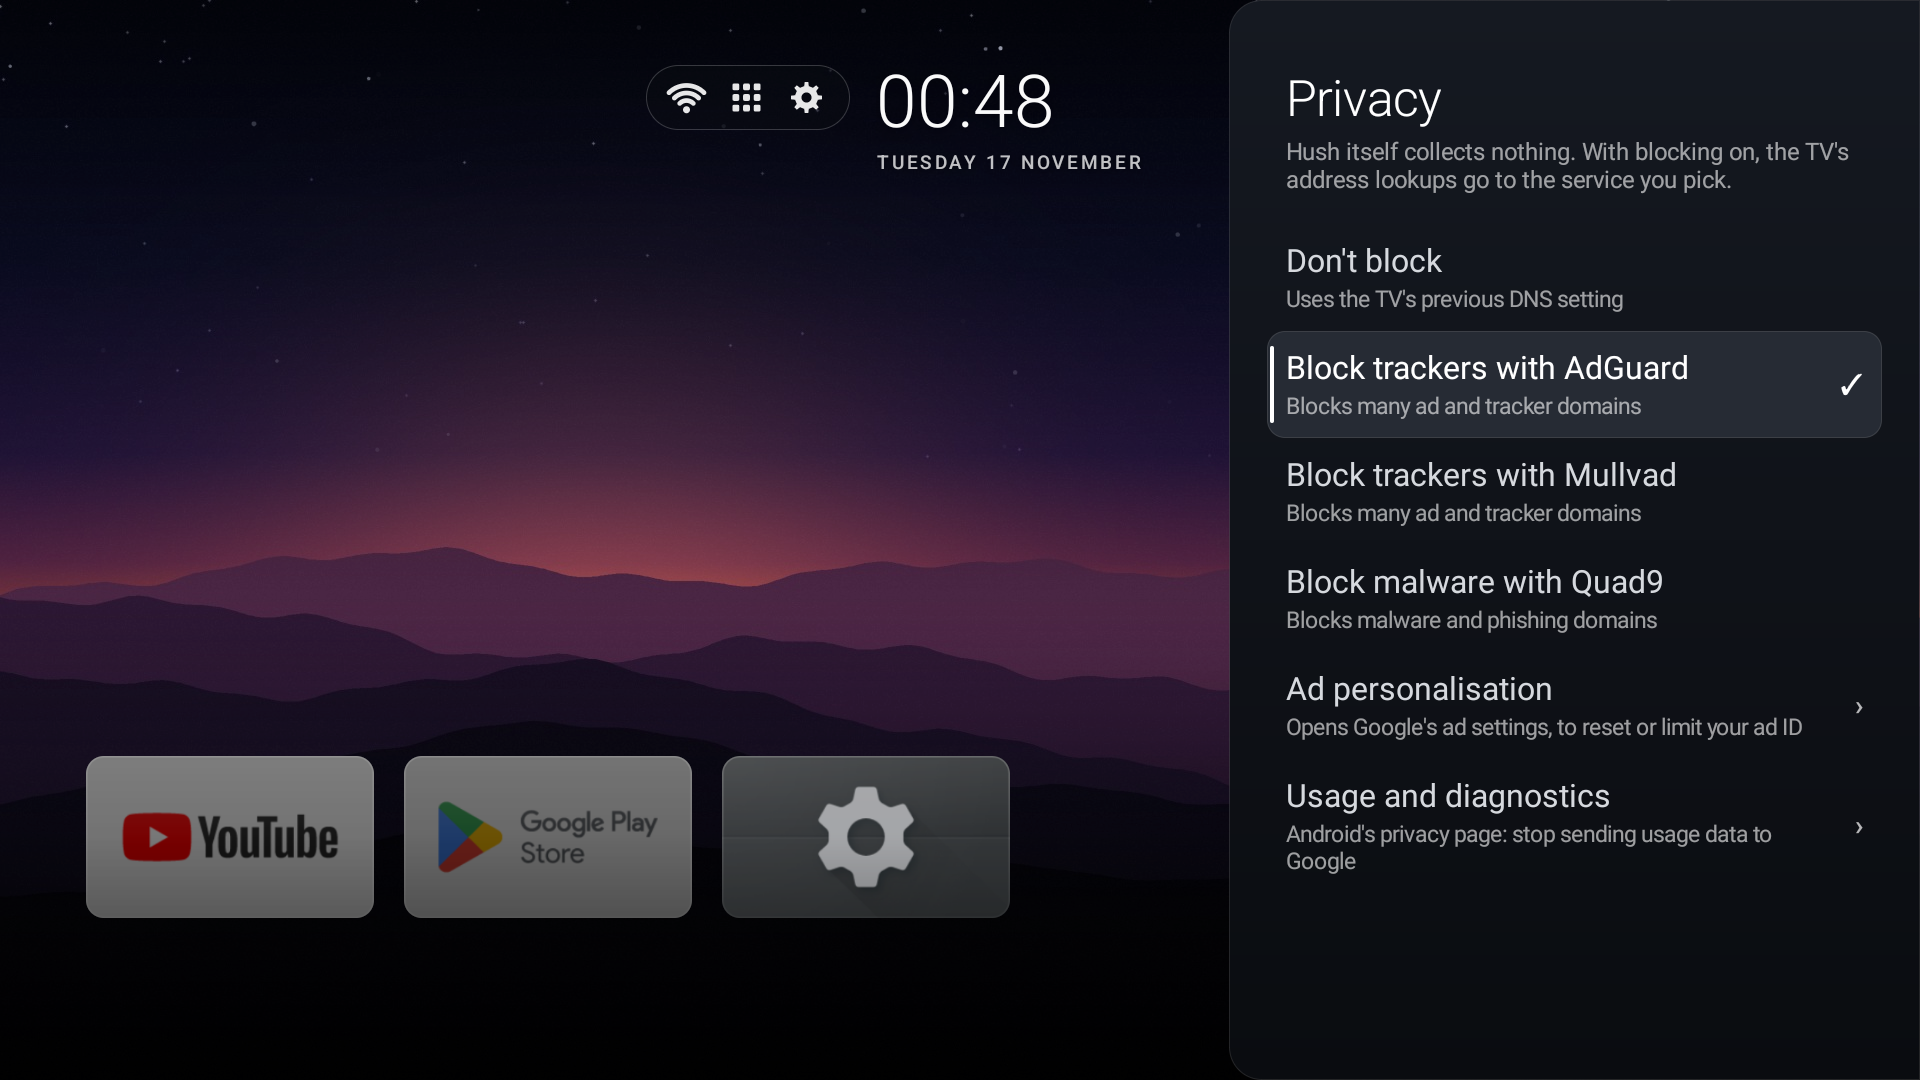 00:48
TUESDAY 17 NOVEMBER
YouTube
Google Play
Store
Privacy
Hush itself collects nothing. With blocking on, the TV's
address lookups go to the service you pick.
Don't block
Uses the TV's previous DNS setting
Block trackers with AdGuard
Blocks many ad and tracker domains
Block trackers with Mullvad
Blocks many ad and tracker domains
Block malware with Quad9
Blocks malware and phishing domains
Ad personalisation
Opens Google's ad settings, to reset or limit your ad ID
Usage and diagnostics
Android's privacy page: stop sending usage data to
Google